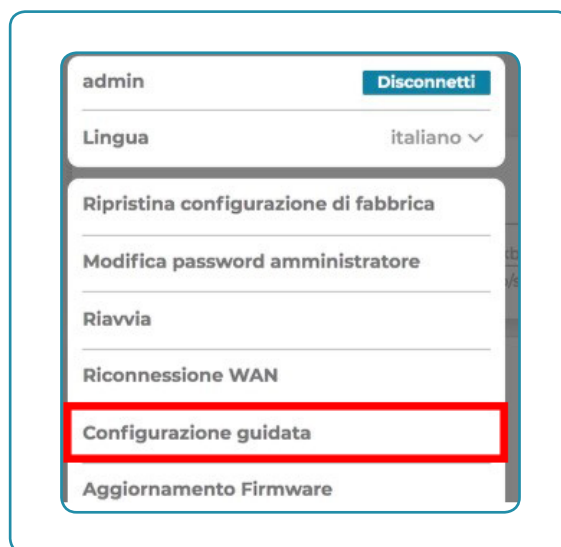 admin Disconnetti
Lingua italiano
Ripristina configurazione di fabbrica
Modifica password amministratore
Riavvia
Riconnessione WAN
Configurazione guidata
Aggiornamento Firmware